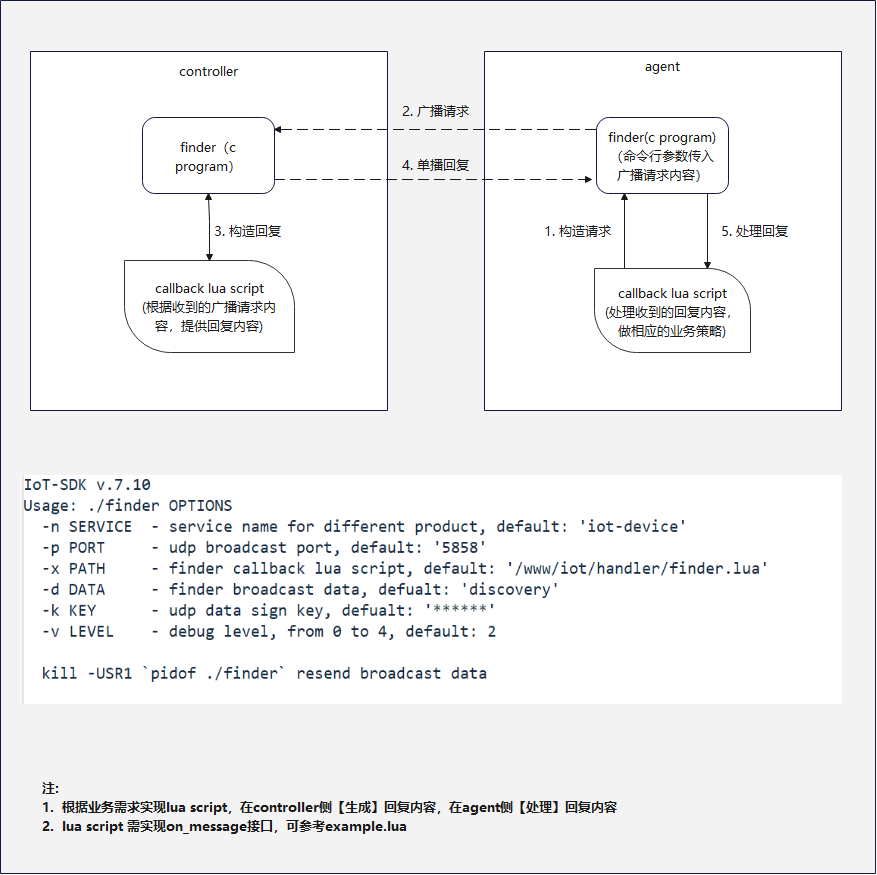 controller
finder（c
program）
3. 构造回复
callback lua script
(根据收到的广播请求内
容，提供回复内容)
2. 广播请求
4. 单播回复
agent
finder(c program)
（命令行参数传入
广播请求内容）
1. 构造请求
5. 处理回复
callback lua script
(处理收到的回复内容，
做相应的业务策略)
IoT-SDK v.7.10
Usage: ./finder OPTIONS
-n SERVICE - service name for different product, default: 'iot-device'
-p PORT - udp broadcast port, default: '5858'
-x PATH - finder callback lua script, default: '/www/iot/handler/finder.lua'
-d DATA - finder broadcast data, defualt: 'discovery'
-k KEY - udp data sign key, defualt: '******'
-v LEVEL - debug level, from 0 to 4, default: 2
kill -USR1 `pidof ./finder` resend broadcast data
注:
1. 根据业务需求实现lua script，在controller侧【生成】回复内容，在agent侧【处理】回复内容
2. lua script 需实现on_message接口，可参考example.lua